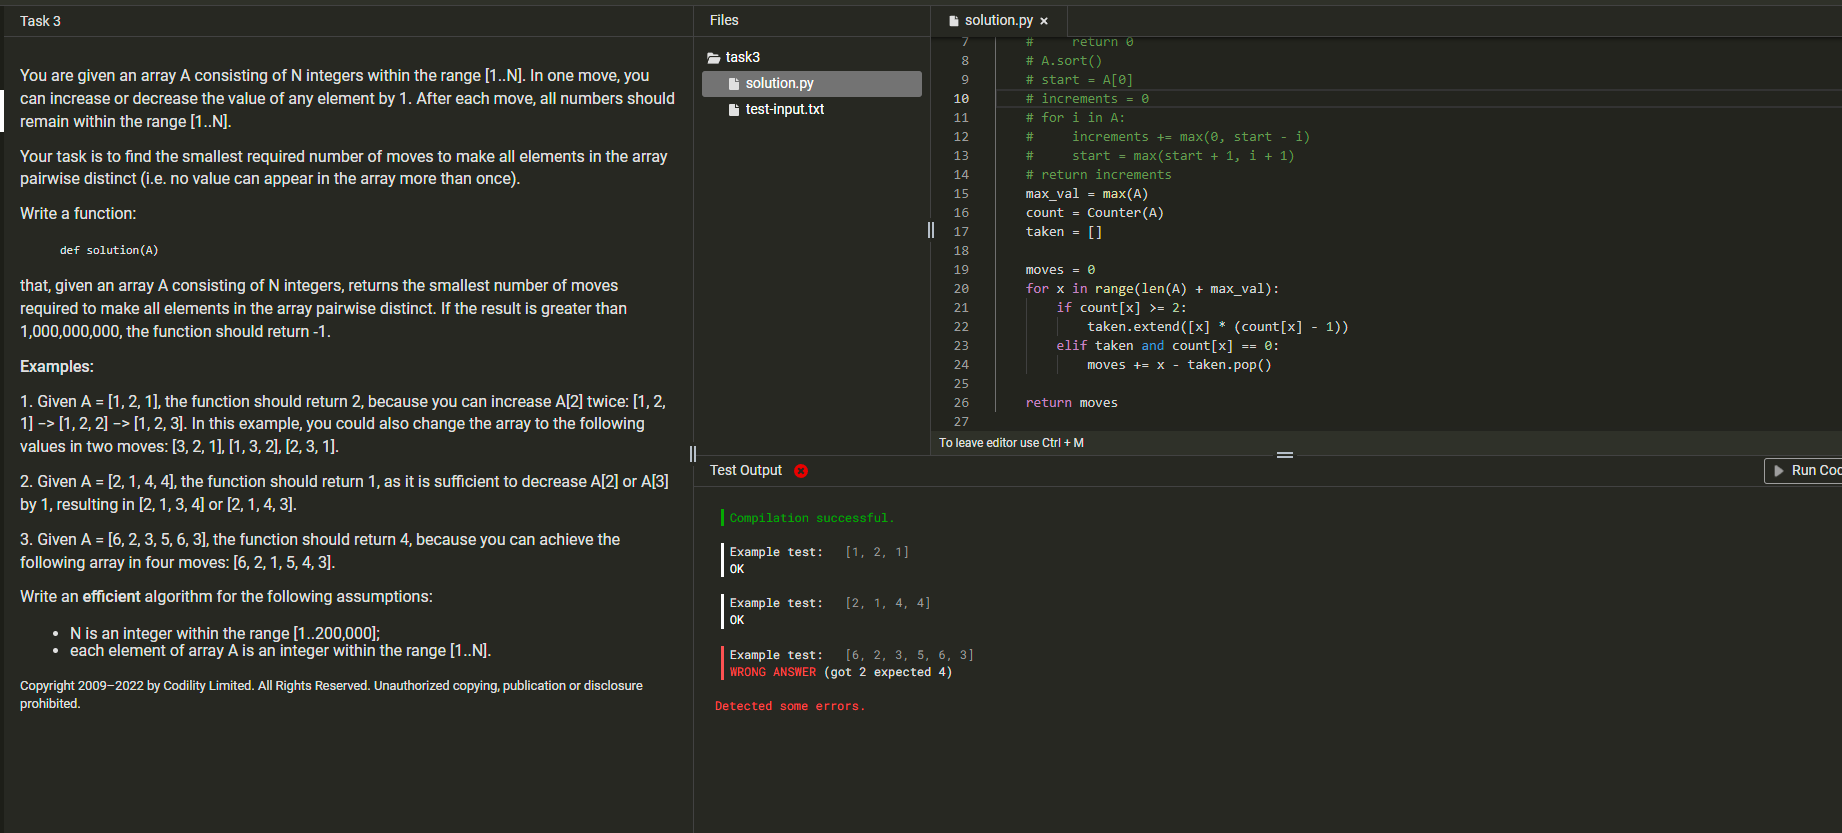 Task 3
You are given an array A consisting of N integers within the range [1..N]. In one move, you
can increase or decrease the value of any element by 1. After each move, all numbers should
remain within the range [1..N].
Your task is to find the smallest required number of moves to make all elements in the array
pairwise distinct (i.e. no value can appear in the array more than once).
Write a function:
def solution(A)
that, given an array A consisting of N integers, returns the smallest number of moves
required to make all elements in the array pairwise distinct. If the result is greater than
1,000,000,000, the function should return -1.
Examples:
1. Given A = [1, 2, 1], the function should return 2, because you can increase A[2] twice: [1, 2,
1] −> [1, 2, 2] −> [1, 2, 3]. In this example, you could also change the array to the following
values in two moves: [3, 2, 1], [1, 3, 2], [2, 3, 1].
2. Given A = [2, 1, 4, 4], the function should return 1, as it is sufficient to decrease A[2] or A[3]
by 1, resulting in [2, 1, 3, 4] or [2, 1, 4, 3].
3. Given A = [6, 2, 3, 5, 6, 3], the function should return 4, because you can achieve the
following array in four moves: [6, 2, 1, 5, 4, 3].
Write an efficient algorithm for the following assumptions:
• N is an integer within the range [1..200,000];
• each element of array A is an integer within the range [1..N].
Copyright 2009–2022 by Codility Limited. All Rights Reserved. Unauthorized copying, publication or disclosure
prohibited.
Files
task3
solution.py
test-input.txt
solution.py ×
7 # return 0
8 # A.sort()
9 # start = A[0]
10 # increments = 0
11 # for i in A:
12 # increments += max(0, start - i)
13 # start = max(start + 1, i + 1)
14 # return increments
15 max_val = max(A)
16 count = Counter(A)
17 taken = []
18
19 moves = 0
20 for x in range(len(A) + max_val):
21 if count[x] >= 2:
22 taken.extend([x] * (count[x] - 1))
23 elif taken and count[x] == 0:
24 moves += x - taken.pop()
25
26 return moves
27
To leave editor use Ctrl + M
Test Output
Run Coo
Compilation successful.
Example test: [1, 2, 1]
OK
Example test: [2, 1, 4, 4]
OK
Example test: [6, 2, 3, 5, 6, 3]
WRONG ANSWER (got 2 expected 4)
Detected some errors.